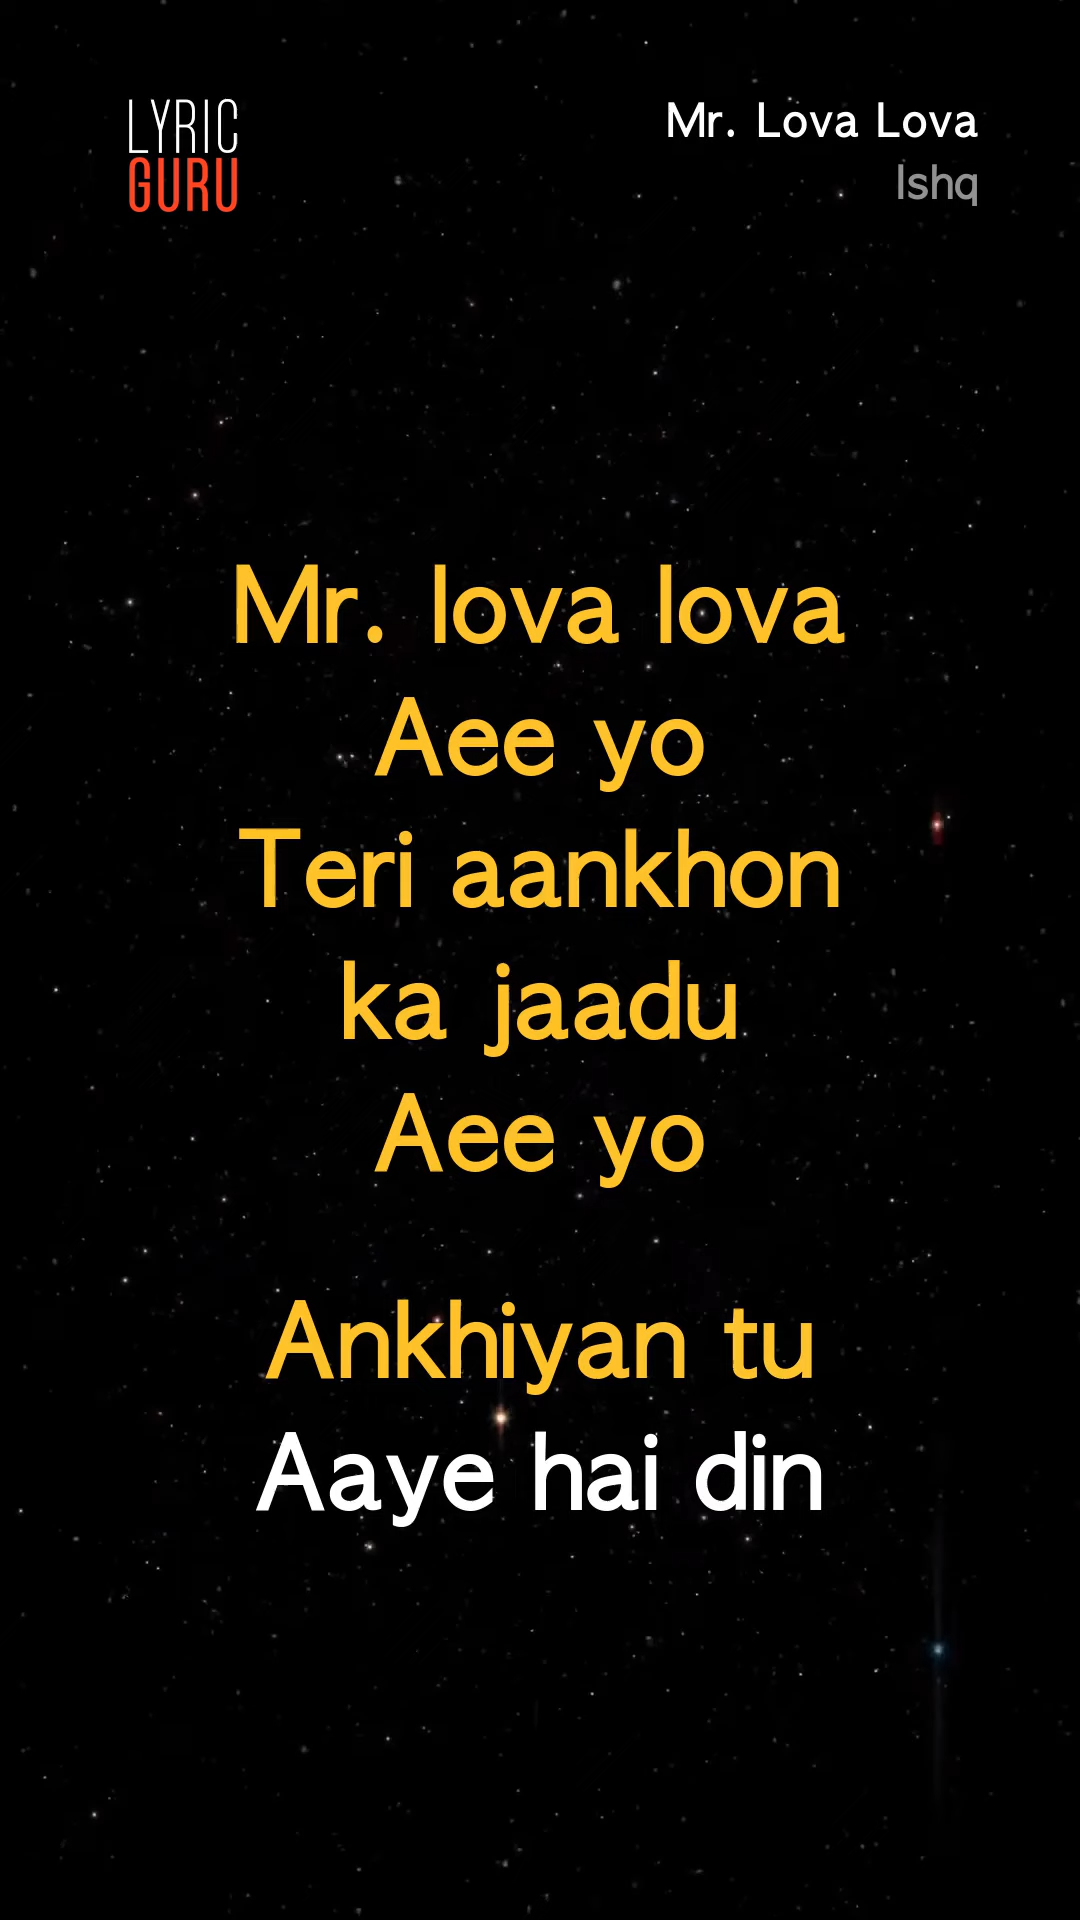 LYRIC
GURU
Mr. Lova Lova
Ishq
Mr. lova lova
Aee yo
Teri aankhon
ka jaadu
Aee yo
Ankhiyan tu
Aaye hai din